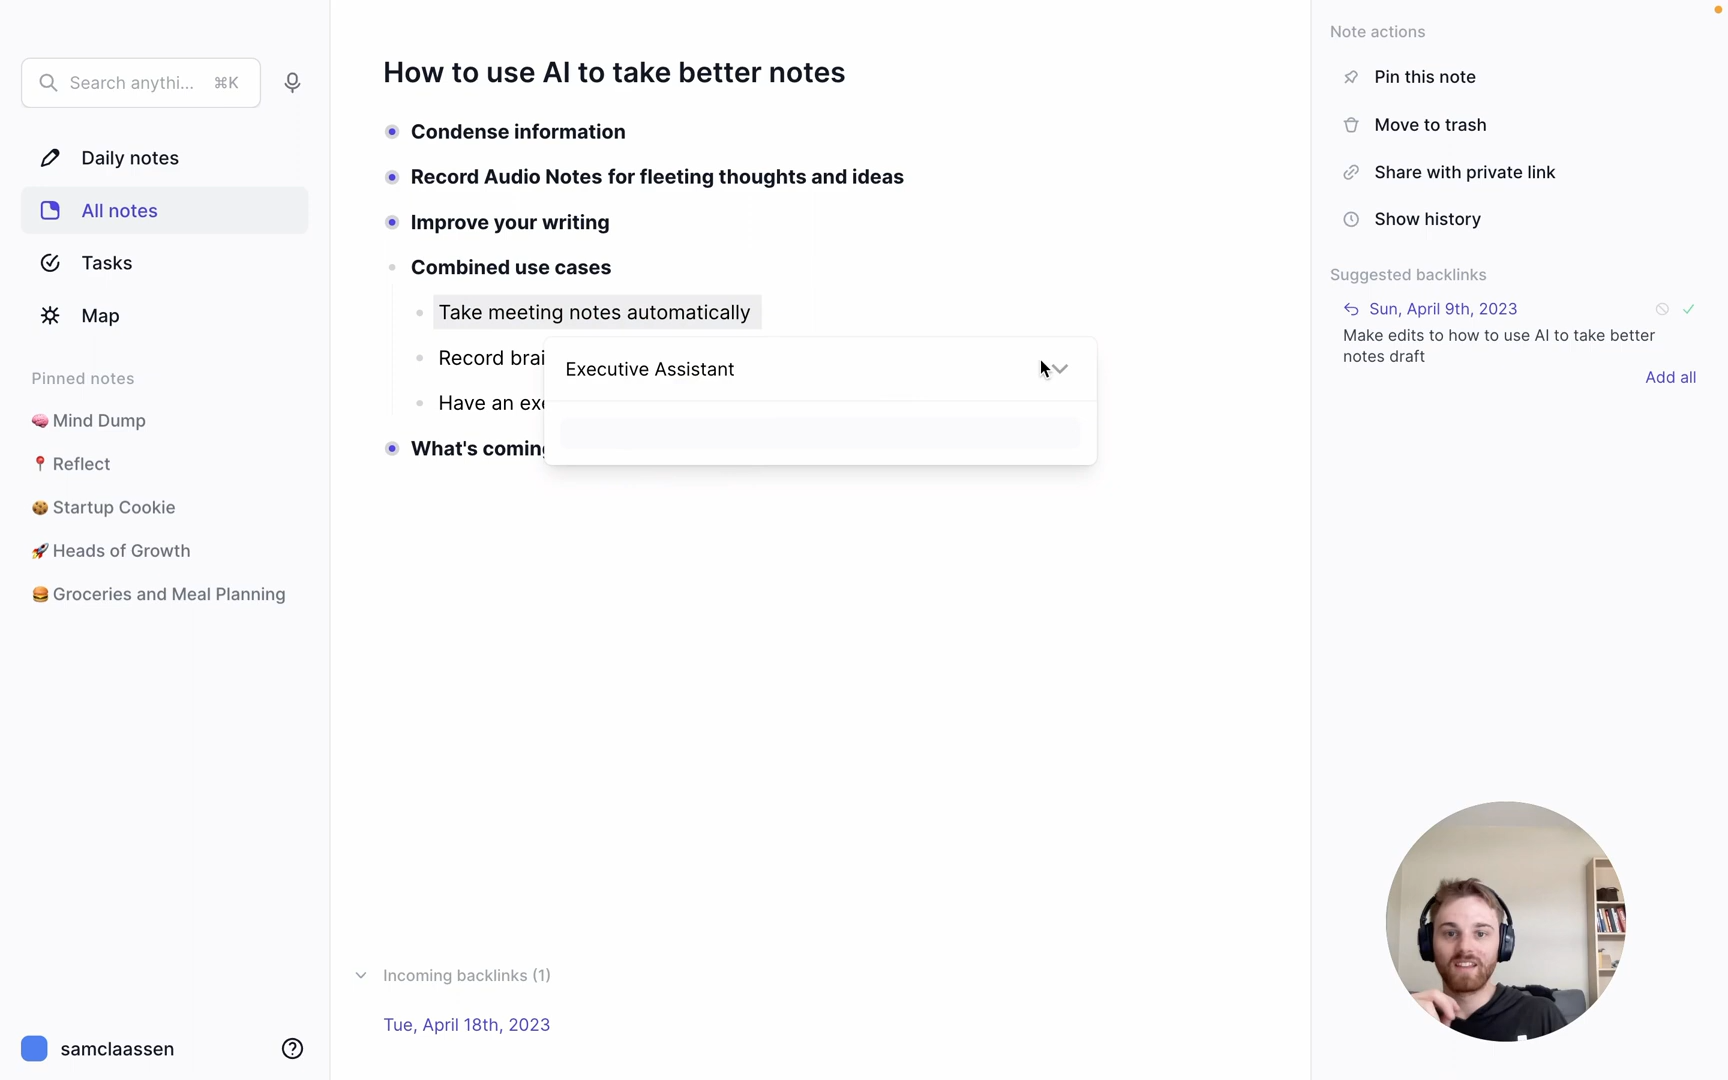 Search anythi... ⌘K
Daily notes
All notes
Tasks
Map
Pinned notes
🧠 Mind Dump
📍 Reflect
🍪 Startup Cookie
🚀 Heads of Growth
🍔 Groceries and Meal Planning
samclaassen
How to use AI to take better notes
Condense information
Record Audio Notes for fleeting thoughts and ideas
Improve your writing
Combined use cases
Take meeting notes automatically
Record brai
Executive Assistant
Have an exe
What's coming
Incoming backlinks (1)
Tue, April 18th, 2023
Note actions
Pin this note
Move to trash
Share with private link
Show history
Suggested backlinks
Sun, April 9th, 2023
Make edits to how to use AI to take better
notes draft
Add all